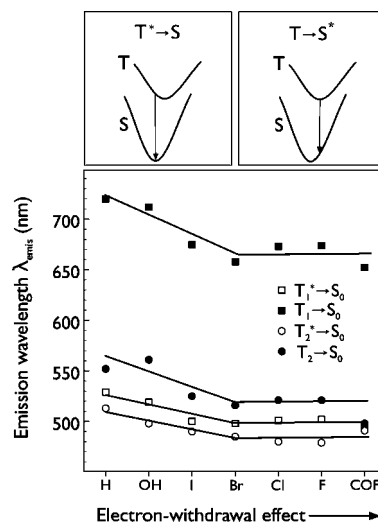 T*→S
T
S
T→S*
T
S
Emission wavelength λemis (nm)
700
650
600
550
500
T1*→S0
T1→S0
T2*→S0
T2→S0
H OH I Br Cl F COF
Electron-withdrawal effect